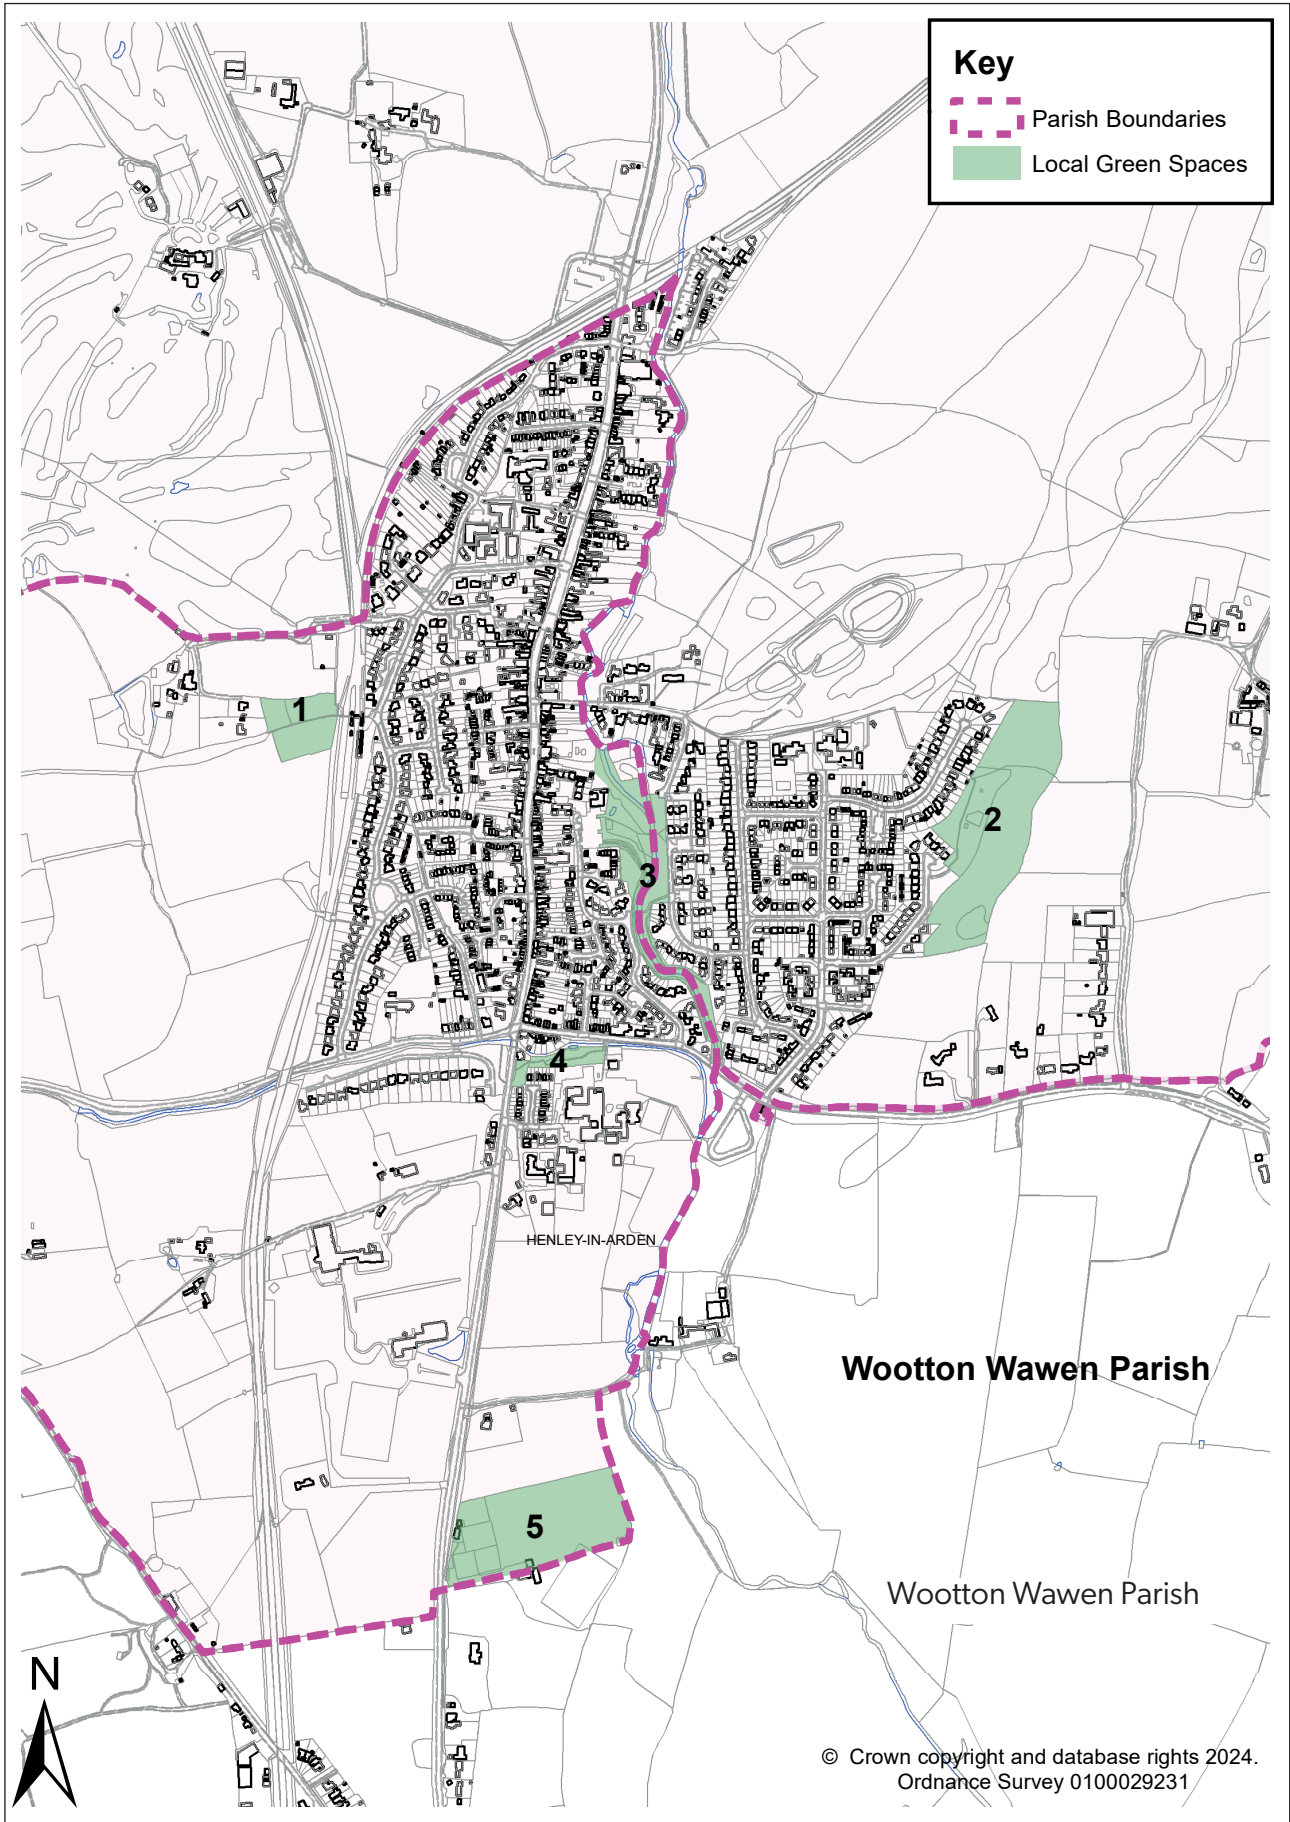 Key
Parish Boundaries
Local Green Spaces
1
2
3
4
HENLEY-IN-ARDEN
Wootton Wawen Parish
5
Wootton Wawen Parish
N
© Crown copyright and database rights 2024.
Ordnance Survey 0100029231